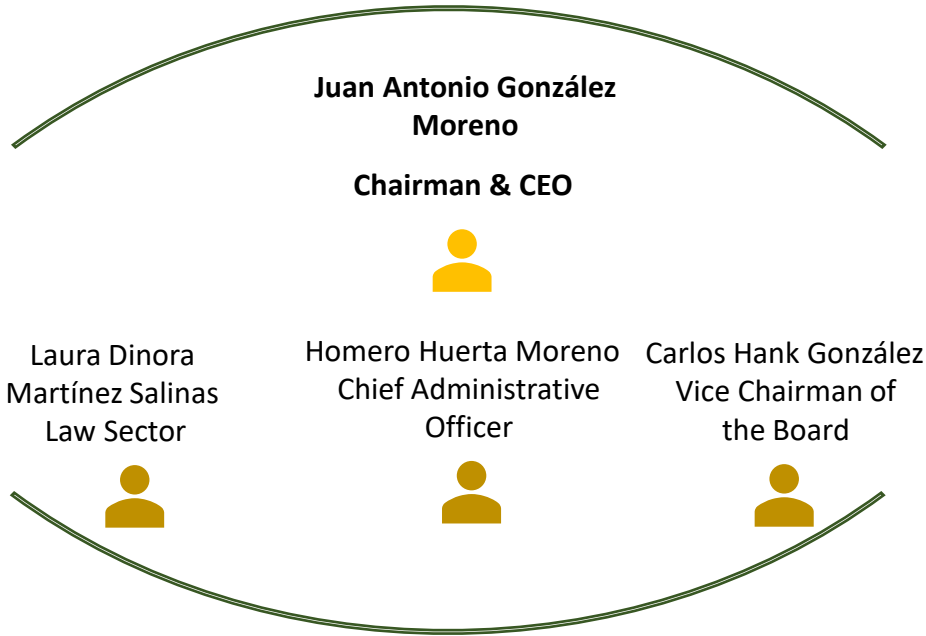 Juan Antonio González
Moreno
Chairman & CEO
Laura Dinora
Martínez Salinas
Law Sector
Homero Huerta Moreno
Chief Administrative
Officer
Carlos Hank González
Vice Chairman of
the Board